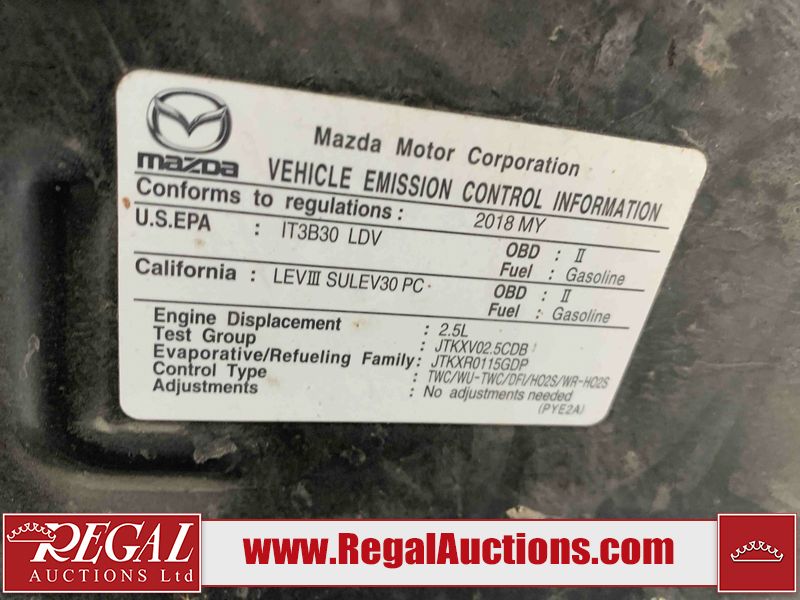 mazda
Mazda Motor Corporation
VEHICLE EMISSION CONTROL INFORMATION
Conforms to regulations : 2018 MY
U.S.EPA : IT3B30 LDV OBD : II
Fuel : Gasoline
California : LEVIII SULEV30 PC OBD : II
Fuel : Gasoline
Engine Displacement : 2.5L
Test Group : JTKXV02.5CDB
Evaporative/Refueling Family: JTKXR0115GDP
Control Type : TWC/WU-TWC/DFI/HO2S/WR-HO2S
Adjustments : No adjustments needed
(PYE2A)
REGAL
AUCTIONS Ltd
www.RegalAuctions.com